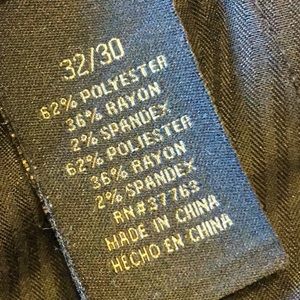 32/30
62% POLYESTER
36% RAYON
2% SPANDEX
62% POLIESTER
36% RAYON
2% SPANDEX
RN#37763
MADE IN CHINA
HECHO EN CHINA